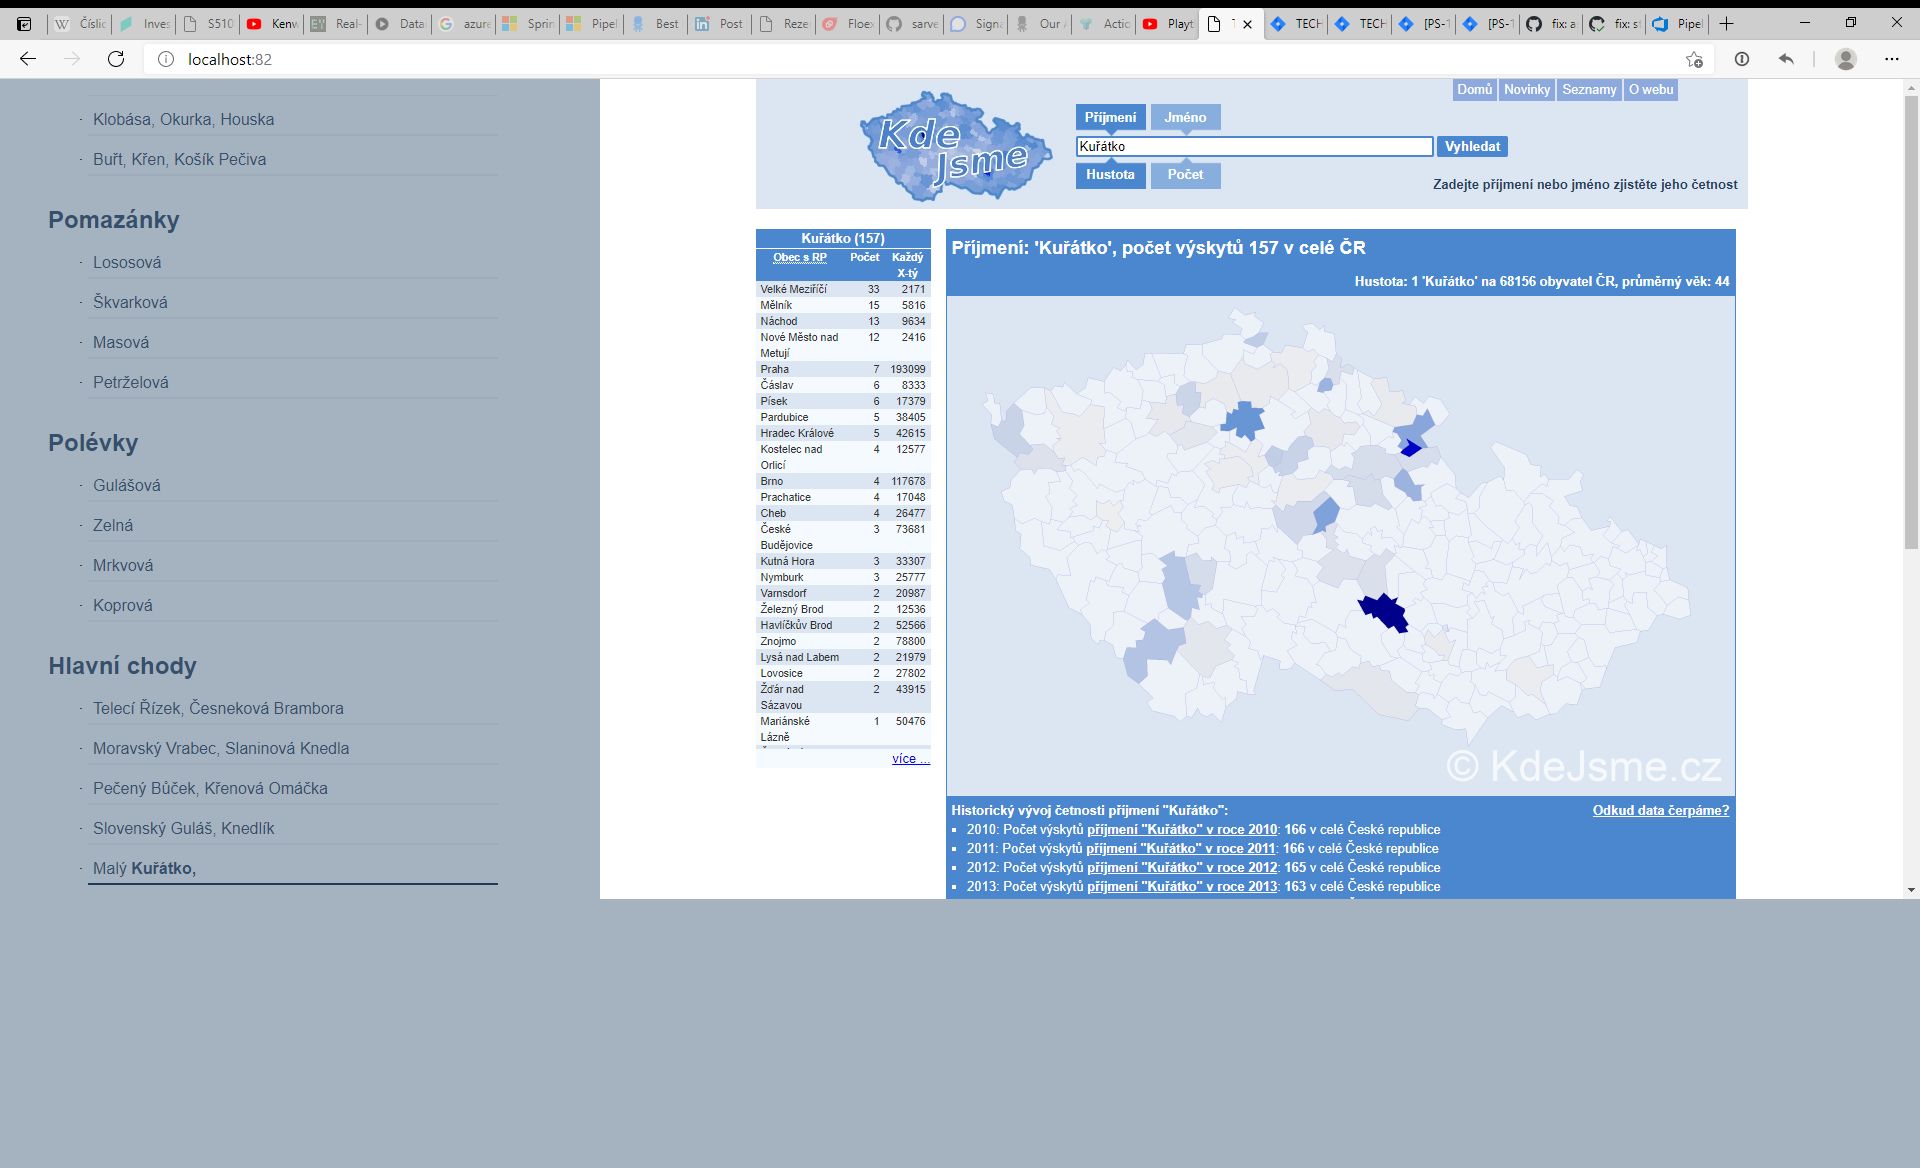 Číslic
Inves
S510
Kenw
Real-
Data
azure
Sprin
Pipel
Best
Post
Reze
Floex
sarve
Signa
Our A
Actio
Playt
TECH
TECH
[PS-1
[PS-1
fix: a
fix: st
Pipel
localhost:82
· Klobása, Okurka, Houska
· Buřt, Křen, Košík Pečiva
Pomazánky
· Lososová
· Škvarková
· Masová
· Petrželová
Polévky
· Gulášová
· Zelná
· Mrkvová
· Koprová
Hlavní chody
· Telecí Řízek, Česneková Brambora
· Moravský Vrabec, Slaninová Knedla
· Pečený Bůček, Křenová Omáčka
· Slovenský Guláš, Knedlík
· Malý Kuřátko,
Domů Novinky Seznamy O webu
Kde
Jsme
Příjmení Jméno
Kuřátko Vyhledat
Hustota Počet
Zadejte příjmení nebo jméno zjistěte jeho četnost
Kuřátko (157)
Obec s RP Počet Každý
X-tý
Velké Meziříčí 33 2171
Mělník 15 5816
Náchod 13 9634
Nové Město nad 12 2416
Metují
Praha 7 193099
Čáslav 6 8333
Písek 6 17379
Pardubice 5 38405
Hradec Králové 5 42615
Kostelec nad 4 12577
Orlicí
Brno 4 117678
Prachatice 4 17048
Cheb 4 26477
České 3 73681
Budějovice
Kutná Hora 3 33307
Nymburk 3 25777
Varnsdorf 2 20987
Železný Brod 2 12536
Havlíčkův Brod 2 52566
Znojmo 2 78800
Lysá nad Labem 2 21979
Lovosice 2 27802
Žďár nad 2 43915
Sázavou
Mariánské 1 50476
Lázně
více ...
Příjmení: 'Kuřátko', počet výskytů 157 v celé ČR
Hustota: 1 'Kuřátko' na 68156 obyvatel ČR, průměrný věk: 44
© KdeJsme.cz
Historický vývoj četnosti příjmení "Kuřátko": Odkud data čerpáme?
2010: Počet výskytů příjmení "Kuřátko" v roce 2010: 166 v celé České republice
2011: Počet výskytů příjmení "Kuřátko" v roce 2011: 166 v celé České republice
2012: Počet výskytů příjmení "Kuřátko" v roce 2012: 165 v celé České republice
2013: Počet výskytů příjmení "Kuřátko" v roce 2013: 163 v celé České republice